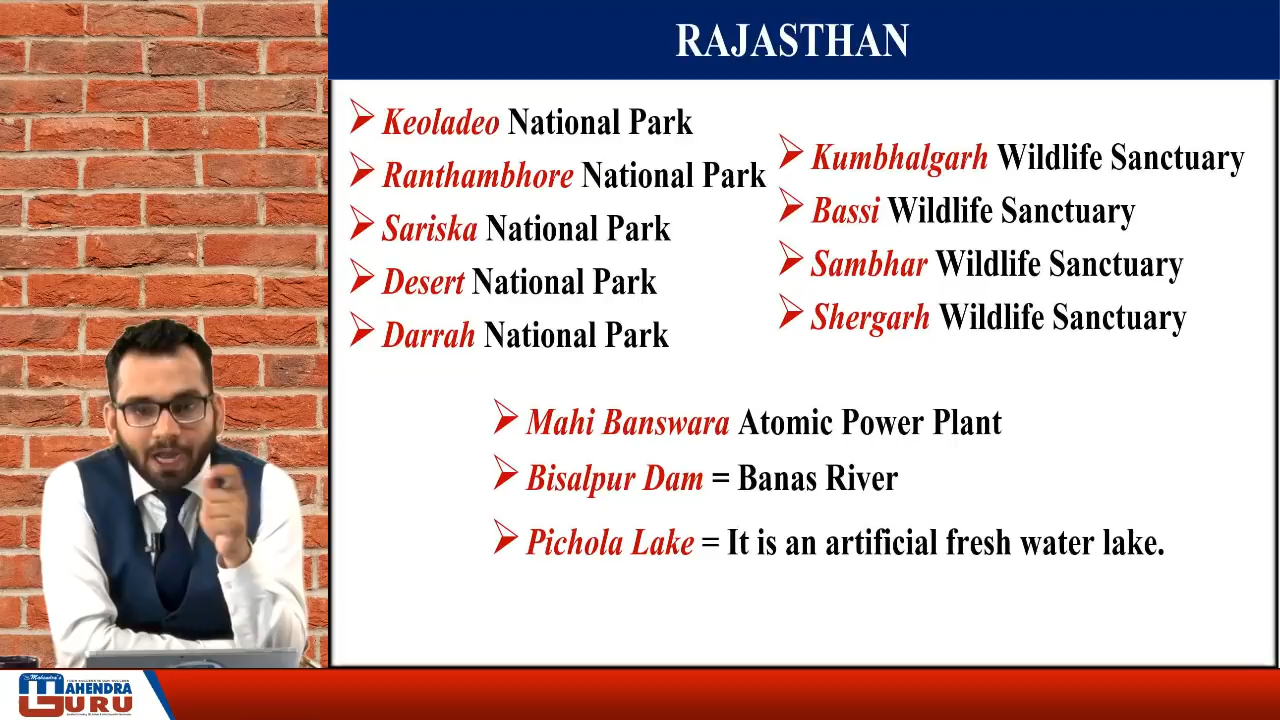 RAJASTHAN
Keoladeo National Park
Ranthambhore National Park
Sariska National Park
Desert National Park
Darrah National Park
Kumbhalgarh Wildlife Sanctuary
Bassi Wildlife Sanctuary
Sambhar Wildlife Sanctuary
Shergarh Wildlife Sanctuary
Mahi Banswara Atomic Power Plant
Bisalpur Dam = Banas River
Pichola Lake = It is an artificial fresh water lake.
Mahendra's
MAHENDRA
GURU